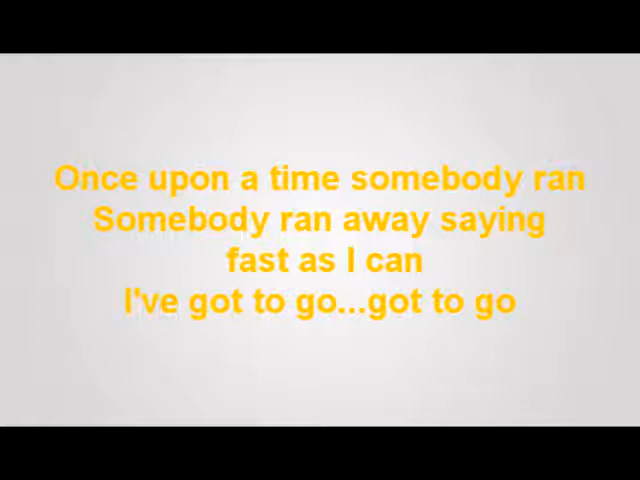 Once upon a time somebody ran
Somebody ran away saying
fast as I can
I've got to go...got to go